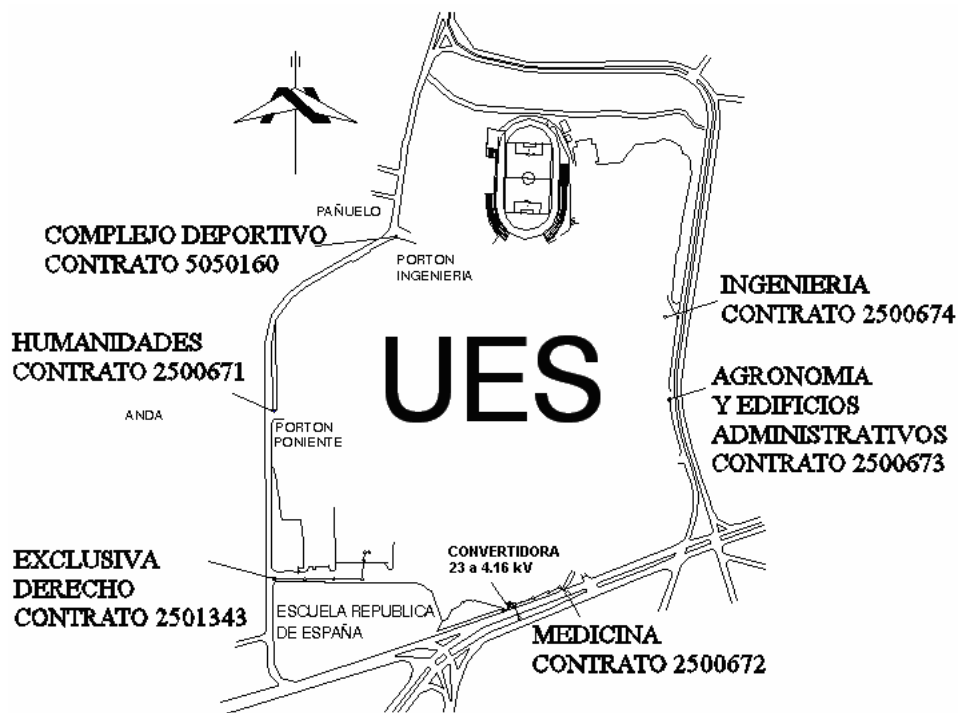 PAÑUELO
COMPLEJO DEPORTIVO
CONTRATO 5050160
PORTON
INGENIERIA
INGENIERIA
CONTRATO 2500674
HUMANIDADES
CONTRATO 2500671
UES
AGRONOMIA
Y EDIFICIOS
ADMINISTRATIVOS
CONTRATO 2500673
ANDA
PORTON
PONIENTE
EXCLUSIVA
DERECHO
CONTRATO 2501343
CONVERTIDORA
23 a 4.16 kV
ESCUELA REPUBLICA
DE ESPAÑA
MEDICINA
CONTRATO 2500672